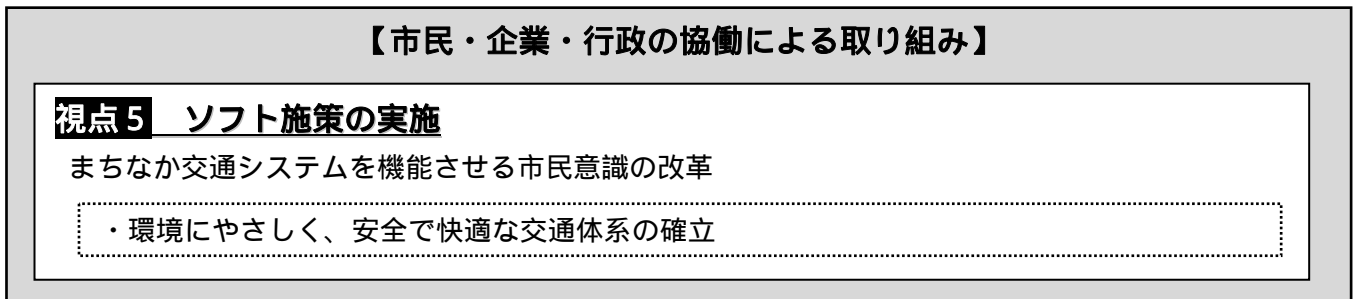 【市民・企業・行政の協働による取り組み】
視点5　ソフト施策の実施
まちなか交通システムを機能させる市民意識の改革
・環境にやさしく、安全で快適な交通体系の確立